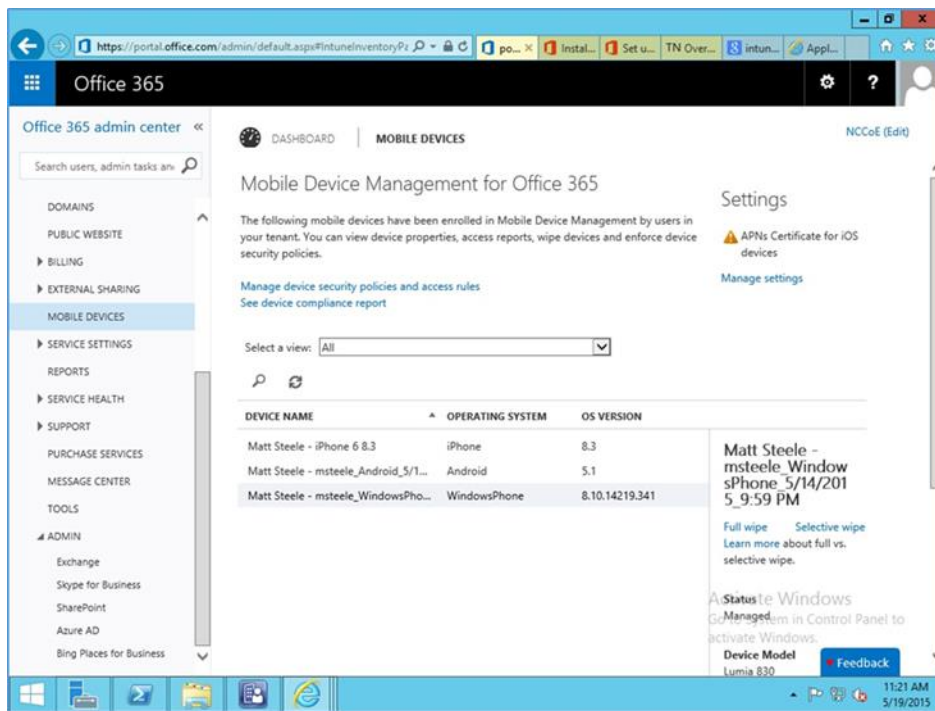 https://portal.office.com/admin/default.aspx#IntuneInventoryPa
po...
Instal...
Set u...
TN Over...
intun...
Appl...
Office 365
?
Office 365 admin center «
Search users, admin tasks an
DOMAINS
PUBLIC WEBSITE
BILLING
EXTERNAL SHARING
MOBILE DEVICES
SERVICE SETTINGS
REPORTS
SERVICE HEALTH
SUPPORT
PURCHASE SERVICES
MESSAGE CENTER
TOOLS
ADMIN
Exchange
Skype for Business
SharePoint
Azure AD
Bing Places for Business
DASHBOARD
MOBILE DEVICES
NCCoE (Edit)
Mobile Device Management for Office 365
The following mobile devices have been enrolled in Mobile Device Management by users in
your tenant. You can view device properties, access reports, wipe devices and enforce device
security policies.
Manage device security policies and access rules
See device compliance report
Settings
APNs Certificate for iOS
devices
Manage settings
Select a view: All
DEVICE NAME OPERATING SYSTEM OS VERSION
Matt Steele - iPhone 6 8.3 iPhone 8.3
Matt Steele - msteele_Android_5/1... Android 5.1
Matt Steele - msteele_WindowsPho... WindowsPhone 8.10.14219.341
Matt Steele -
msteele_Window
sPhone_5/14/201
5_9:59 PM
Full wipe Selective wipe
Learn more about full vs.
selective wipe.
Status
Managed
Device Model
Lumia 830
Activate Windows
Go to System in Control Panel to
activate Windows.
Feedback
11:21 AM
5/19/2015